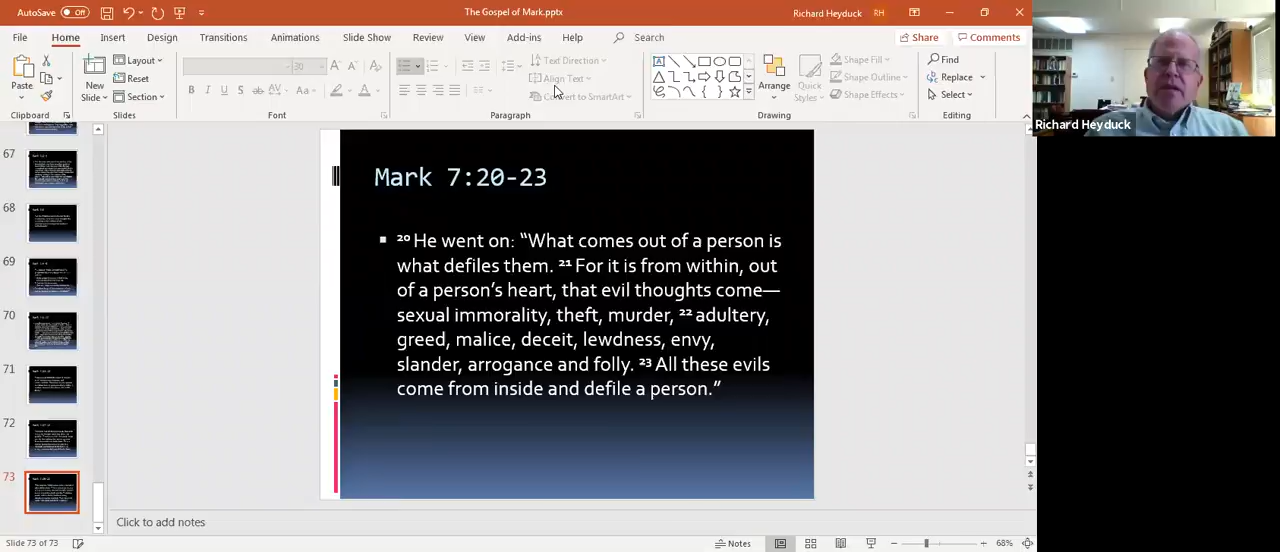 AutoSave Off
The Gospel of Mark.pptx
Richard Heyduck RH
File Home Insert Design Transitions Animations Slide Show Review View Add-ins Help Search Share Comments
Paste
Clipboard
New
Slide
Layout
Reset
Section
Slides
30
B I U S ab AV Aa A
Font
Text Direction
Align Text
Convert to SmartArt
Paragraph
Arrange
Quick
Styles
Shape Fill
Shape Outline
Shape Effects
Drawing
Find
Replace
Select
Editing
67
68
69
70
71
72
73
Mark 7:20-23
20 He went on: “What comes out of a person is
what defiles them. 21 For it is from within, out
of a person’s heart, that evil thoughts come—
sexual immorality, theft, murder, 22 adultery,
greed, malice, deceit, lewdness, envy,
slander, arrogance and folly. 23 All these evils
come from inside and defile a person.”
Click to add notes
Slide 73 of 73
Notes
68%
Richard Heyduck